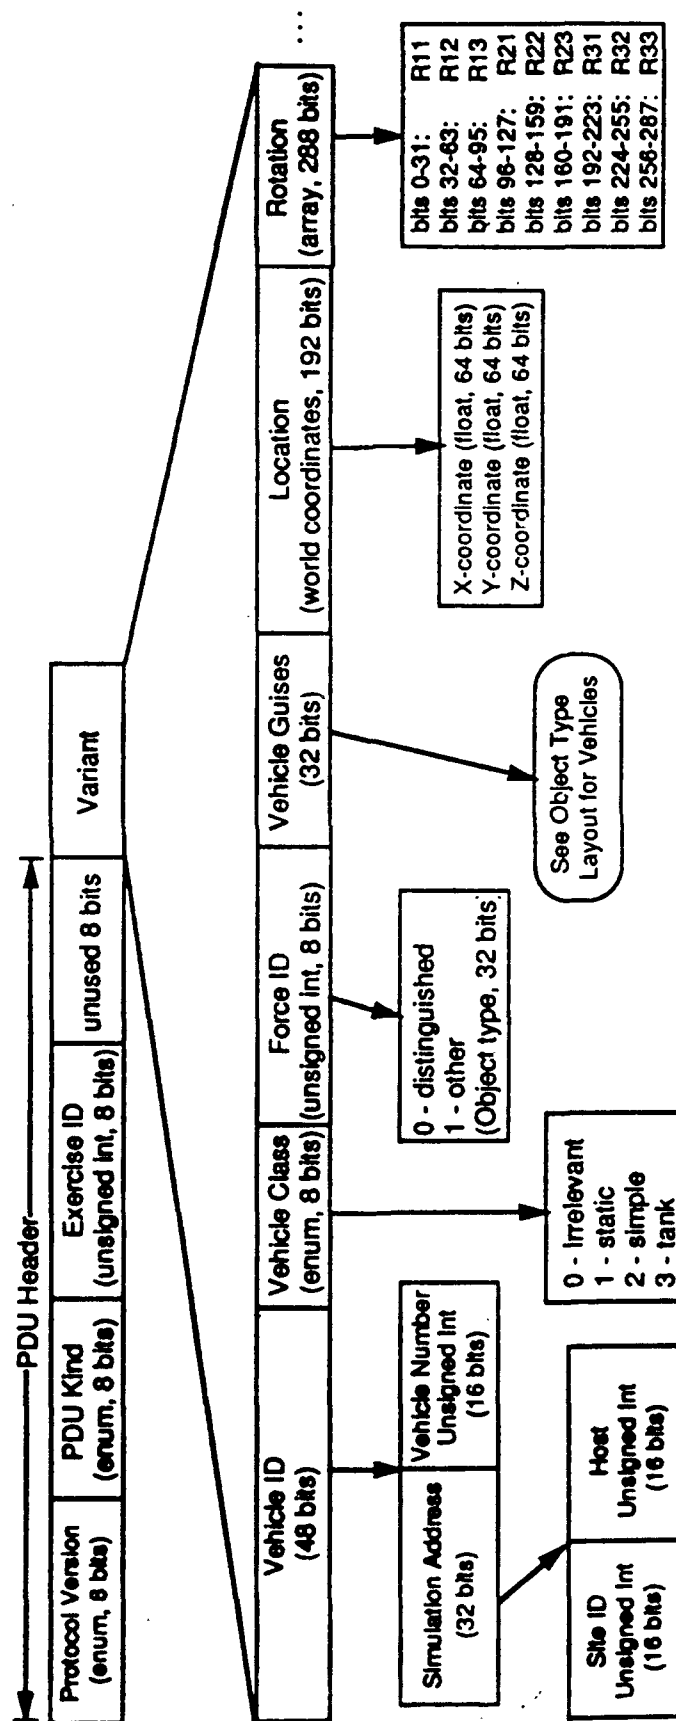 PDU Header
Protocol Version
(enum, 8 bits)
PDU Kind
(enum, 8 bits)
Exercise ID
(unsigned int, 8 bits)
unused 8 bits
Variant
Vehicle ID
(48 bits)
Vehicle Class
(enum, 8 bits)
Force ID
(unsigned int, 8 bits)
Vehicle Guises
(32 bits)
Location
(world coordinates, 192 bits)
Rotation
(array, 288 bits)
...
Simulation Address
(32 bits)
Vehicle Number
Unsigned Int
(16 bits)
0 - distinguished
1 - other
(Object type, 32 bits)
See Object Type
Layout for Vehicles
X-coordinate (float, 64 bits)
Y-coordinate (float, 64 bits)
Z-coordinate (float, 64 bits)
bits 0-31: R11
bits 32-63: R12
bits 64-95: R13
bits 96-127: R21
bits 128-159: R22
bits 160-191: R23
bits 192-223: R31
bits 224-255: R32
bits 256-287: R33
Site ID
Unsigned Int
(16 bits)
Host
Unsigned Int
(16 bits)
0 - Irrelevant
1 - static
2 - simple
3 - tank